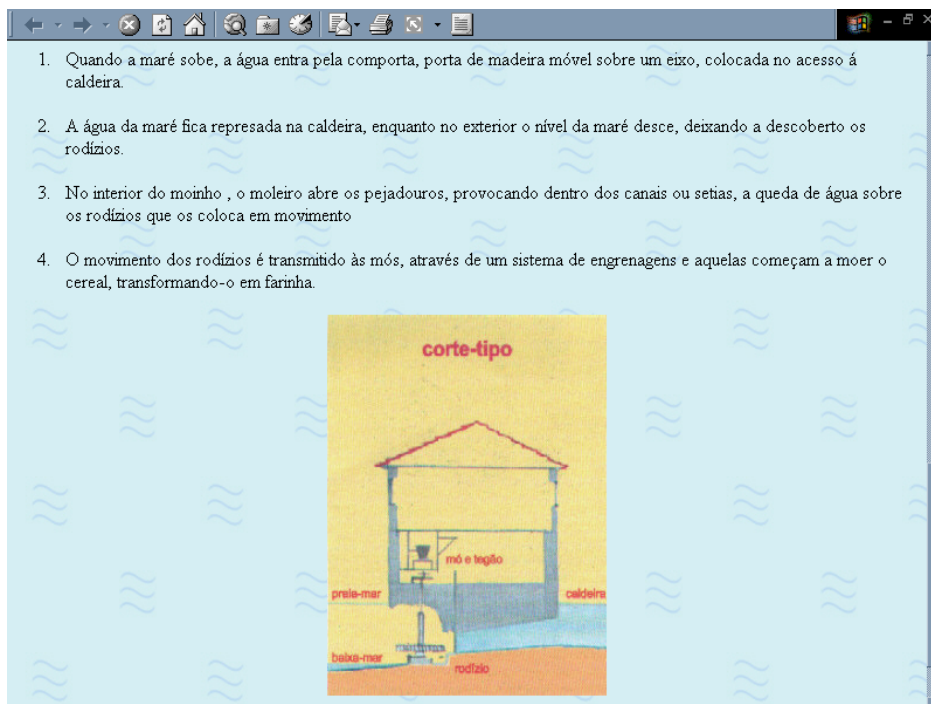 1. Quando a maré sobe, a água entra pela comporta, porta de madeira móvel sobre um eixo, colocada no acesso á
caldeira.
2. A água da maré fica represada na caldeira, enquanto no exterior o nível da maré desce, deixando a descoberto os
rodízios.
3. No interior do moinho , o moleiro abre os pejadouros, provocando dentro dos canais ou setias, a queda de água sobre
os rodízios que os coloca em movimento
4. O movimento dos rodízios é transmitido às mós, através de um sistema de engrenagens e aquelas começam a moer o
cereal, transformando-o em farinha.
corte-tipo
mó e tegão
preia-mar
caldeira
baixa-mar
rodízio